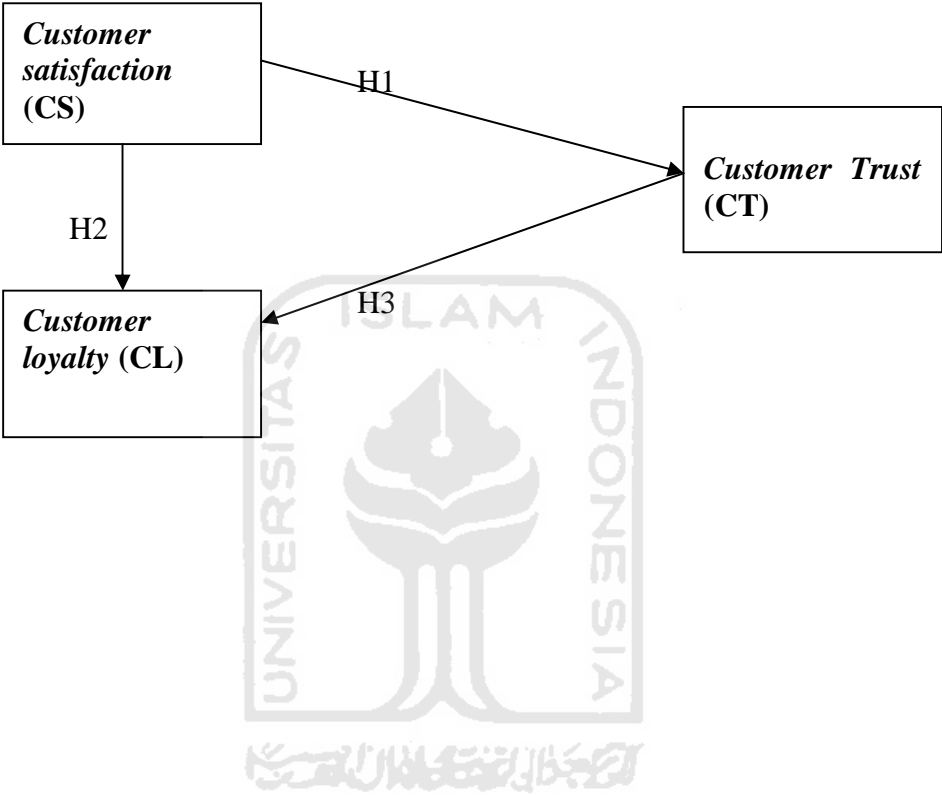 Customer
satisfaction
(CS)
H1
Customer Trust
(CT)
H2
H3
Customer
loyalty (CL)
ISLAM
UNIVERSITAS
INDONESIA